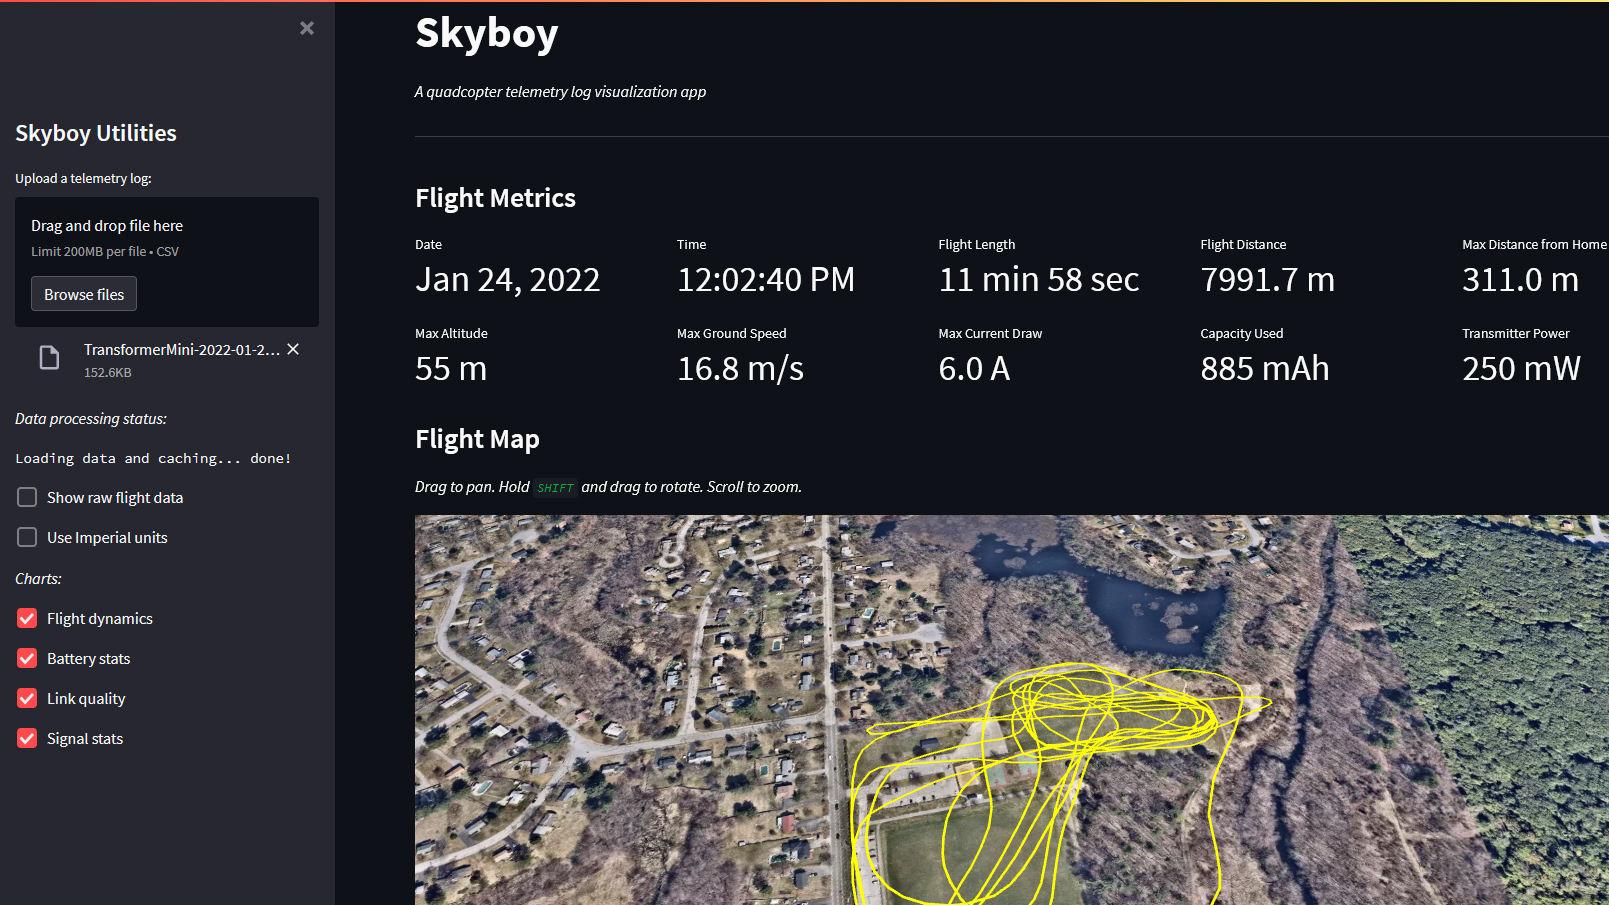 Skyboy
A quadcopter telemetry log visualization app
Skyboy Utilities
Upload a telemetry log:
Drag and drop file here
Limit 200MB per file • CSV
Browse files
TransformerMini-2022-01-2...
152.6KB
Data processing status:
Loading data and caching... done!
Show raw flight data
Use Imperial units
Charts:
Flight dynamics
Battery stats
Link quality
Signal stats
Flight Metrics
Date
Jan 24, 2022
Time
12:02:40 PM
Flight Length
11 min 58 sec
Flight Distance
7991.7 m
Max Distance from Home
311.0 m
Max Altitude
55 m
Max Ground Speed
16.8 m/s
Max Current Draw
6.0 A
Capacity Used
885 mAh
Transmitter Power
250 mW
Flight Map
Drag to pan. Hold SHIFT and drag to rotate. Scroll to zoom.